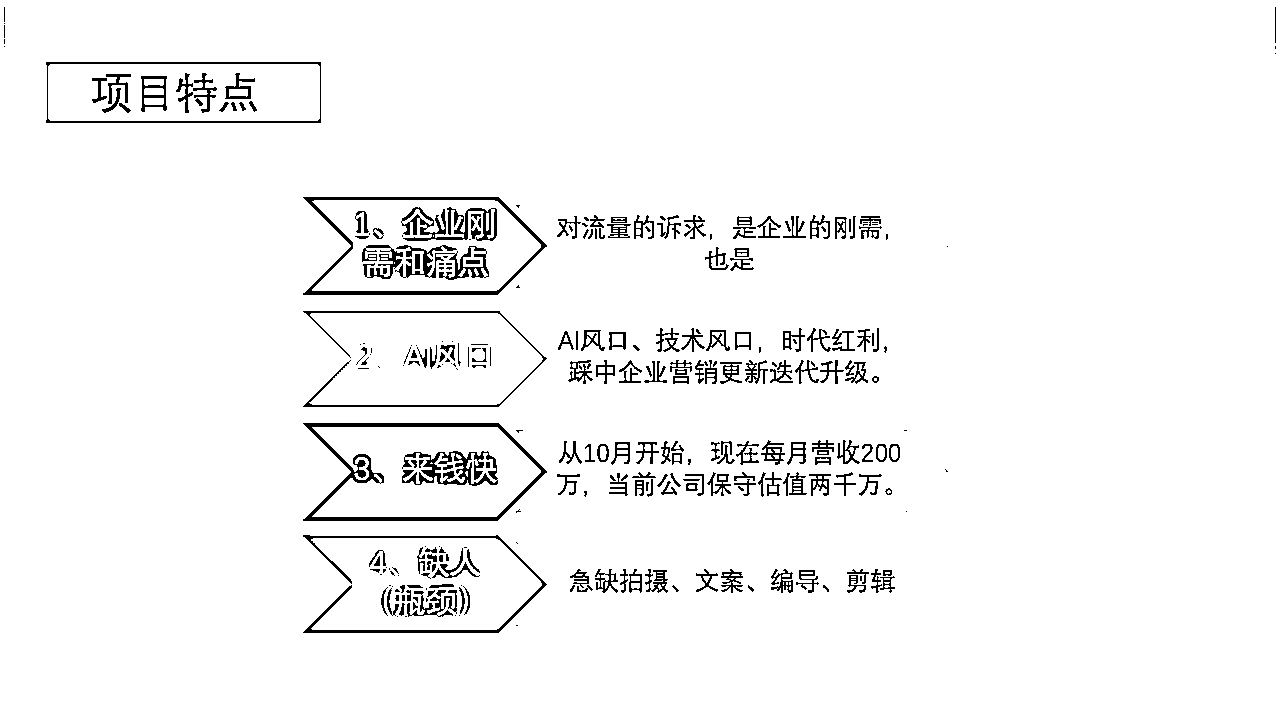 项目特点
1、企业刚
需和痛点
对流量的诉求，是企业的刚需，
也是
2、AI风口
AI风口、技术风口，时代红利，
踩中企业营销更新迭代升级。
3、来钱快
从10月开始，现在每月营收200
万，当前公司保守估值两千万。
4、缺人
(瓶颈)
急缺拍摄、文案、编导、剪辑